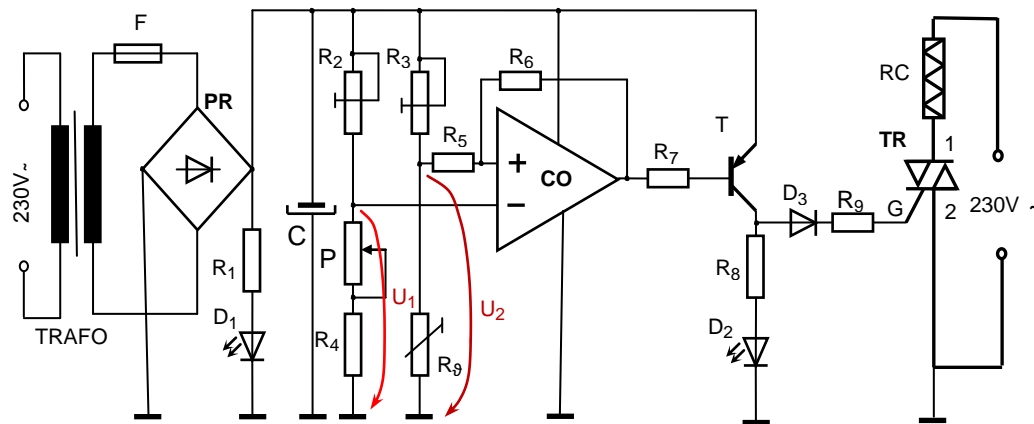 F
PR
230V~
TRAFO
R1
D1
C
R2
R3
P
R4
U1
U2
Rϑ
R5
R6
+
−
CO
R7
T
D3
R9
G
R8
D2
RC
TR
1
2
230V ~